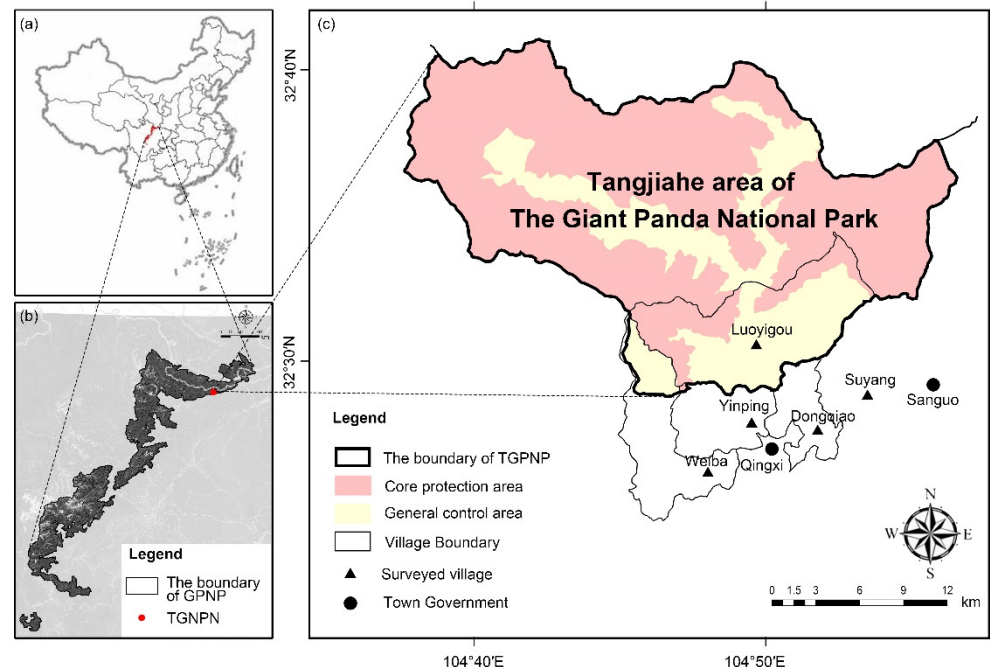 (a)
(b)
N
Legend
The boundary
of GPNP
TGNPN
(c)
32°40'N
32°30'N
Tangjiahe area of
The Giant Panda National Park
Luoyigou
Suyang
Sanguo
Yinping
Dongqiao
Weiba
Qingxi
Legend
The boundary of TGPNP
Core protection area
General control area
Village Boundary
Surveyed village
Town Government
N
W E
S
0 1.5 3 6 9 12
km
104°40'E
104°50'E